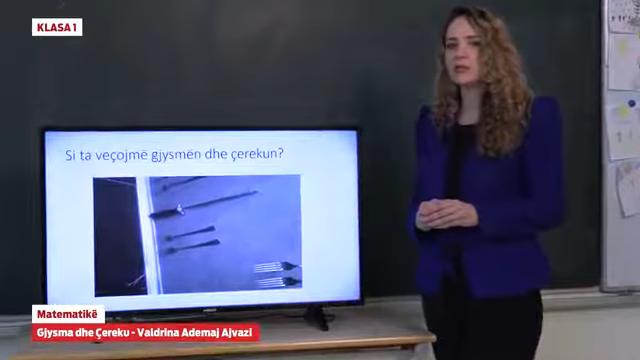 KLASA 1
Si ta veçojmë gjysmën dhe çerekun?
Matematikë
Gjysma dhe Çereku - Valdrina Ademaj Ajvazi